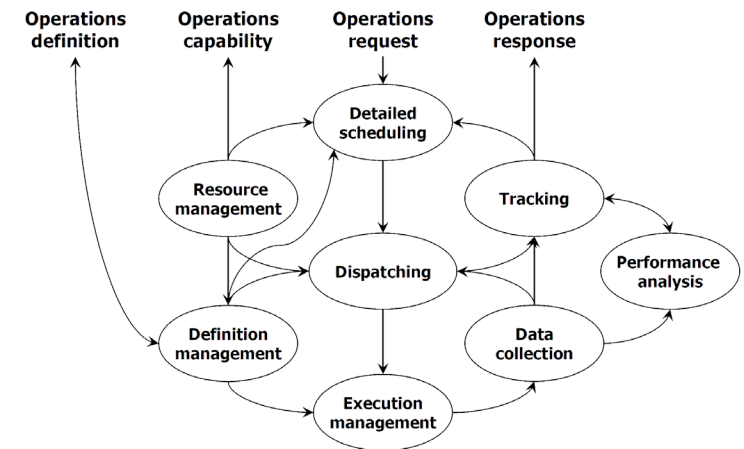 Operations
definition
Operations
capability
Operations
request
Operations
response
Detailed
scheduling
Resource
management
Tracking
Dispatching
Performance
analysis
Definition
management
Data
collection
Execution
management